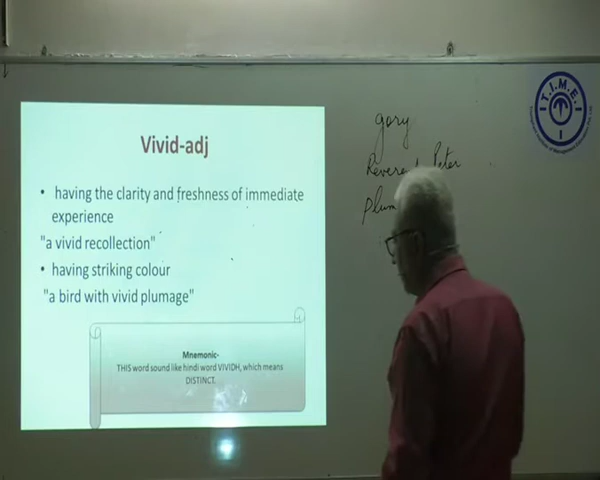 Vivid-adj
• having the clarity and freshness of immediate
experience
"a vivid recollection"
• having striking colour
"a bird with vivid plumage"
Mnemonic-
THIS word sound like hindi word VIVIDH, which means
DISTINCT.
gory
Peter
I.T.I.M.E.I